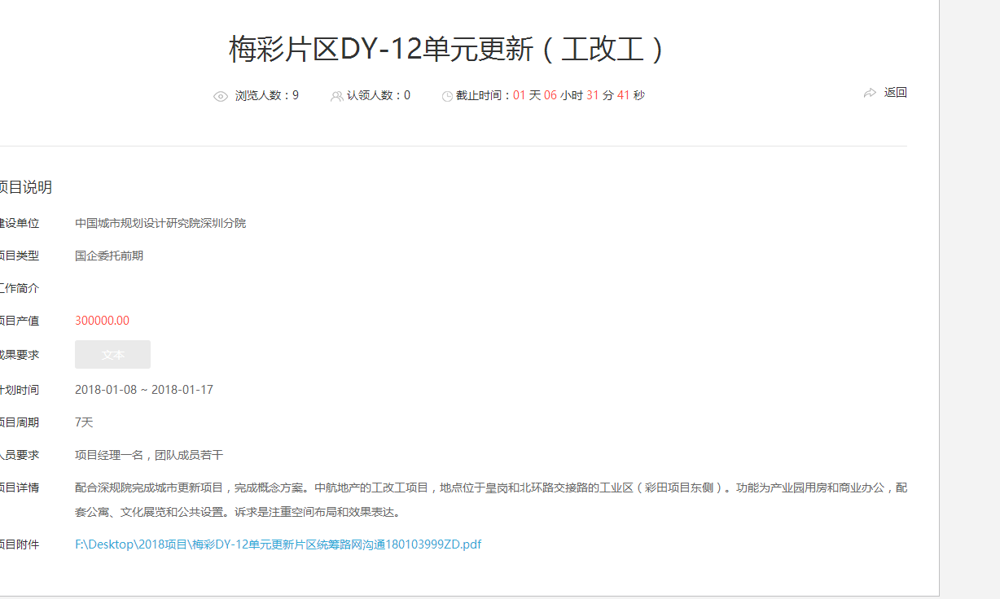 梅彩片区DY-12单元更新（工改工）
浏览人数：9 认领人数：0 截止时间：01 天 06 小时 31 分 41 秒 返回
项目说明
建设单位 中国城市规划设计研究院深圳分院
项目类型 国企委托前期
工作简介
项目产值 300000.00
成果要求 文本
计划时间 2018-01-08 ~ 2018-01-17
项目周期 7天
人员要求 项目经理一名，团队成员若干
项目详情 配合深规院完成城市更新项目，完成概念方案。中航地产的工改工项目，地点位于皇岗和北环路交接路的工业区（彩田项目东侧）。功能为产业园用房和商业办公，配
套公寓、文化展览和公共设置。诉求是注重空间布局和效果表达。
项目附件 F:\Desktop\2018项目\梅彩DY-12单元更新片区统筹路网沟通180103999ZD.pdf